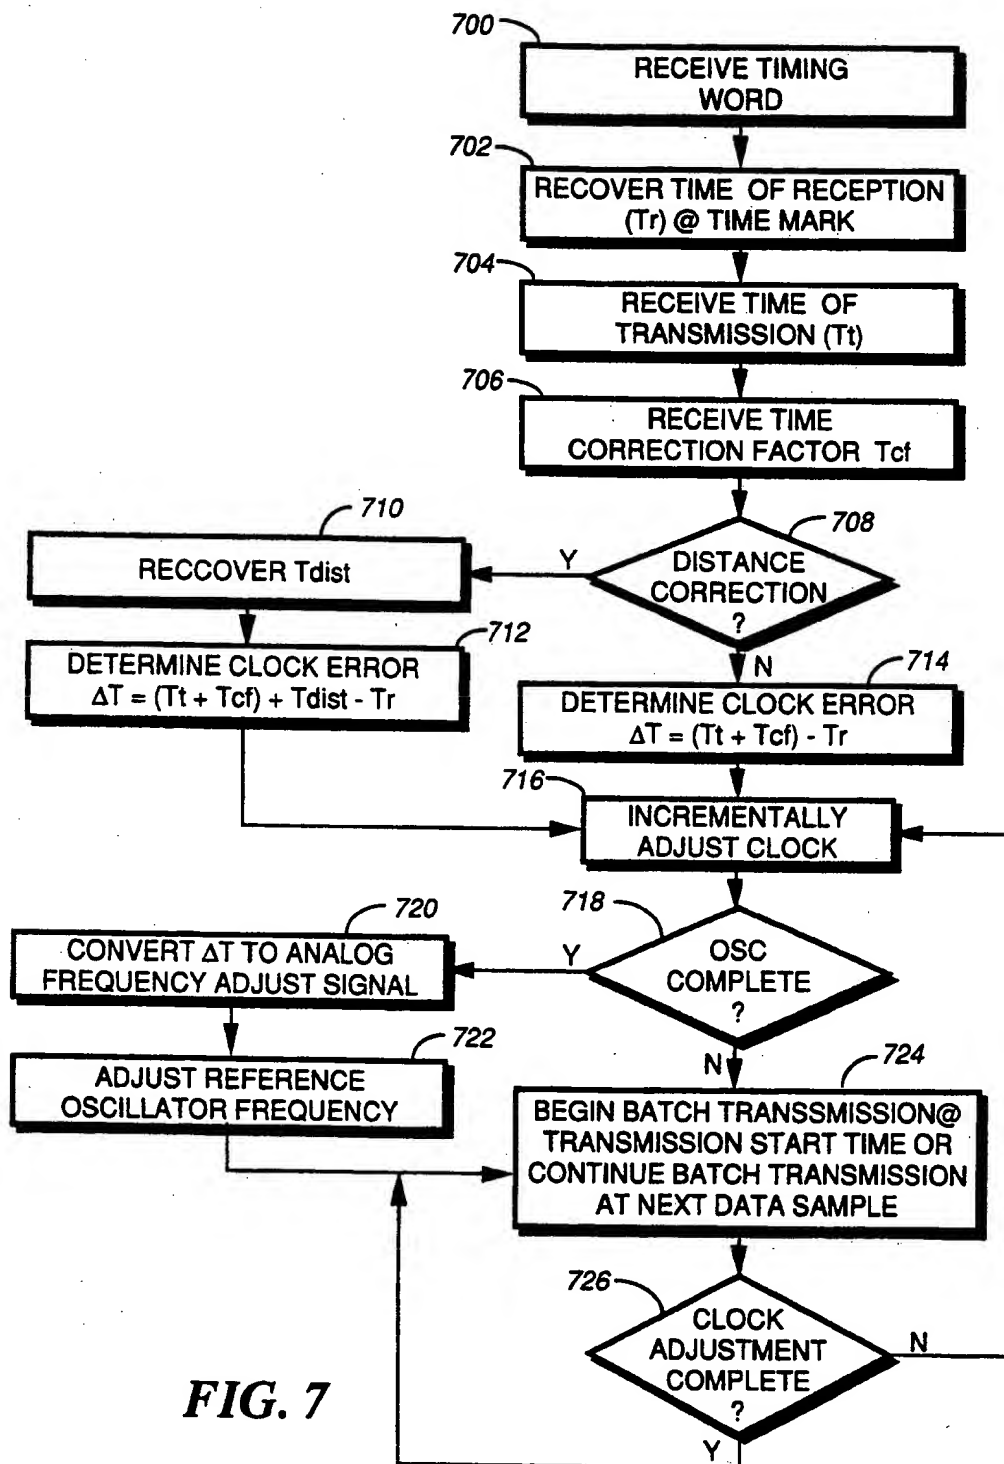 700
RECEIVE TIMING
WORD
702
RECOVER TIME OF RECEPTION
(Tr) @ TIME MARK
704
RECEIVE TIME OF
TRANSMISSION (Tt)
706
RECEIVE TIME
CORRECTION FACTOR Tcf
708
DISTANCE
CORRECTION
?
Y
N
710
RECCOVER Tdist
712
DETERMINE CLOCK ERROR
ΔT = (Tt + Tcf) + Tdist - Tr
714
DETERMINE CLOCK ERROR
ΔT = (Tt + Tcf) - Tr
716
INCREMENTALLY
ADJUST CLOCK
718
OSC
COMPLETE
?
Y
N
720
CONVERT ΔT TO ANALOG
FREQUENCY ADJUST SIGNAL
722
ADJUST REFERENCE
OSCILLATOR FREQUENCY
724
BEGIN BATCH TRANSSMISSION@
TRANSMISSION START TIME OR
CONTINUE BATCH TRANSMISSION
AT NEXT DATA SAMPLE
726
CLOCK
ADJUSTMENT
COMPLETE
?
N
Y
FIG. 7